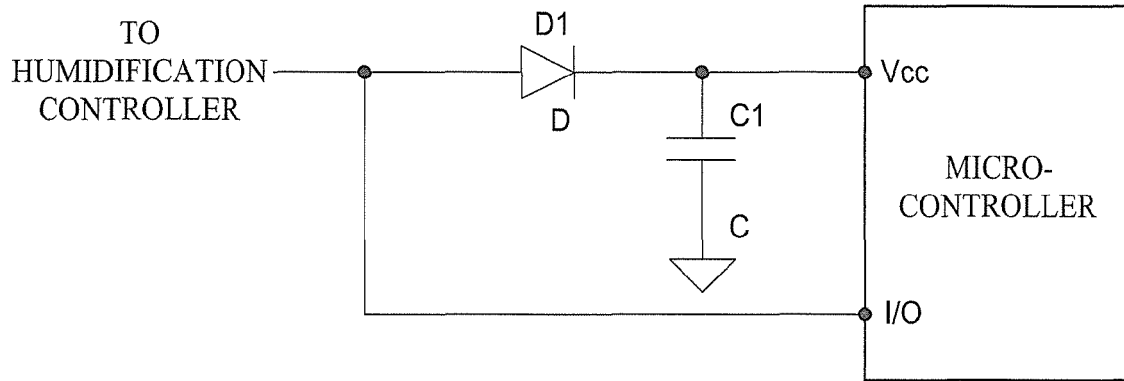 TO
HUMIDIFICATION
CONTROLLER
D1
D
C1
C
Vcc
MICRO-
CONTROLLER
I/O